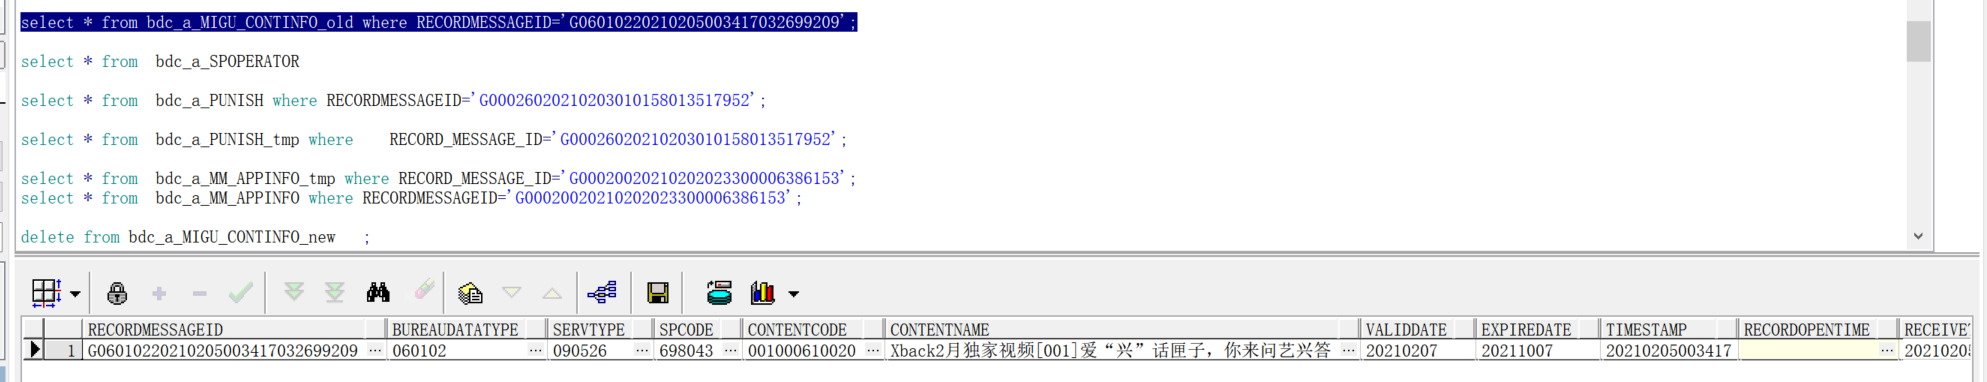 select * from bdc_a_MIGU_CONTINFO_old where RECORDMESSAGEID='G06010220210205003417032699209';
select * from  bdc_a_SPOPERATOR
select * from  bdc_a_PUNISH where RECORDMESSAGEID='G00026020210203010158013517952';
select * from  bdc_a_PUNISH_tmp where    RECORD_MESSAGE_ID='G00026020210203010158013517952';
select * from  bdc_a_MM_APPINFO_tmp where RECORD_MESSAGE_ID='G00020020210202023300006386153';
select * from  bdc_a_MM_APPINFO where RECORDMESSAGEID='G00020020210202023300006386153';
delete from bdc_a_MIGU_CONTINFO_new   ;
RECORDMESSAGEID BUREAUDATATYPE SERVTYPE SPCODE CONTENTCODE CONTENTNAME VALIDDATE EXPIREDATE TIMESTAMP RECORDOPENTIME
1 G06010220210205003417032699209 ... 060102 ... 090526 ... 698043 ... 001000610020 ... Xback2月独家视频[001]爱“兴”话匣子，你来问艺兴答 ... 20210207 20211007 20210205003417 ...